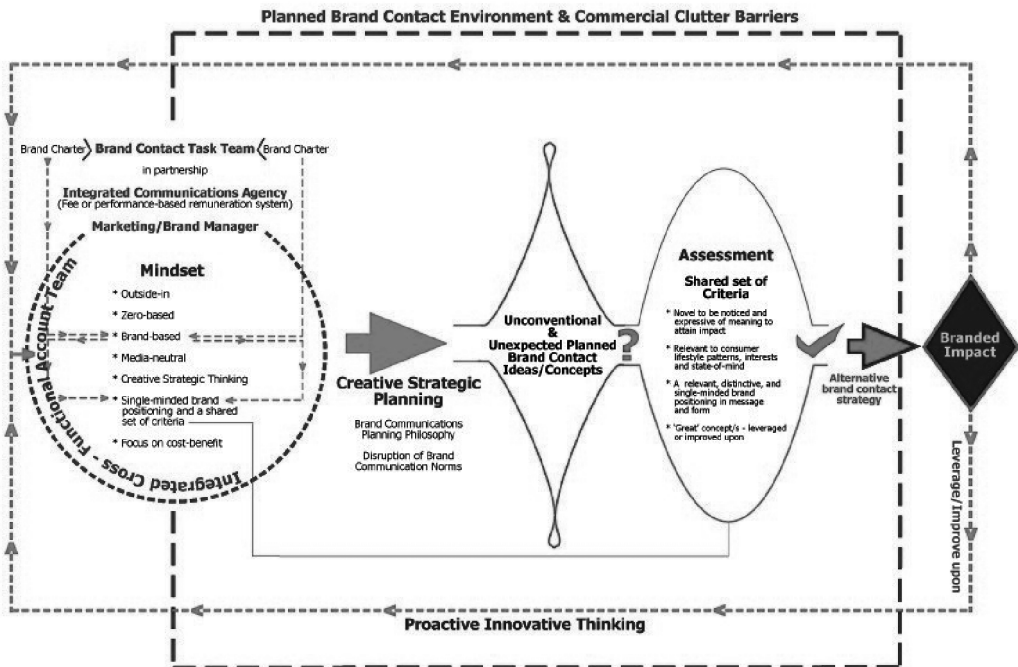 Planned Brand Contact Environment & Commercial Clutter Barriers
Brand Charter
Brand Contact Task Team
Brand Charter
in partnership
Integrated Communications Agency
(Fee or performance-based remuneration system)
Marketing/Brand Manager
Integrated Cross - Functional Account Team
Mindset
* Outside-in
* Zero-based
* Brand-based
* Media-neutral
* Creative Strategic Thinking
* Single-minded brand
positioning and a shared
set of criteria
* Focus on cost-benefit
Creative Strategic
Planning
Brand Communications
Planning Philosophy
Disruption of Brand
Communication Norms
Unconventional
&
Unexpected Planned
Brand Contact
Ideas/Concepts
?
Assessment
Shared set of
Criteria
* Novel to be noticed and
expressive of meaning to
attain impact
* Relevant to consumer
lifestyle patterns, interests
and state-of-mind
* A relevant, distinctive, and
single-minded brand
positioning in message
and form
* 'Great' concept/s - leveraged
or improved upon
Alternative
brand contact
strategy
Branded
Impact
Leverage/Improve upon
Proactive Innovative Thinking